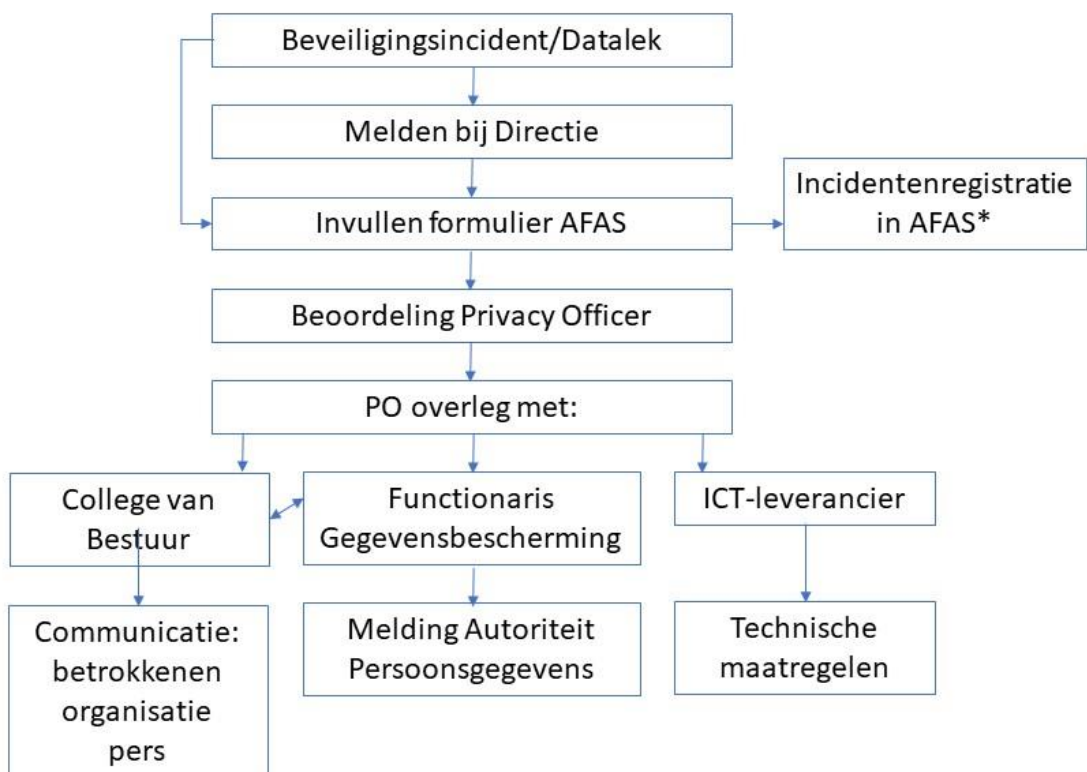 Beveiligingsincident/Datalek
Melden bij Directie
Invullen formulier AFAS
Incidentenregistratie
in AFAS*
Beoordeling Privacy Officer
PO overleg met:
College van
Bestuur
Functionaris
Gegevensbescherming
ICT-leverancier
Communicatie:
betrokkenen
organisatie
pers
Melding Autoriteit
Persoonsgegevens
Technische
maatregelen